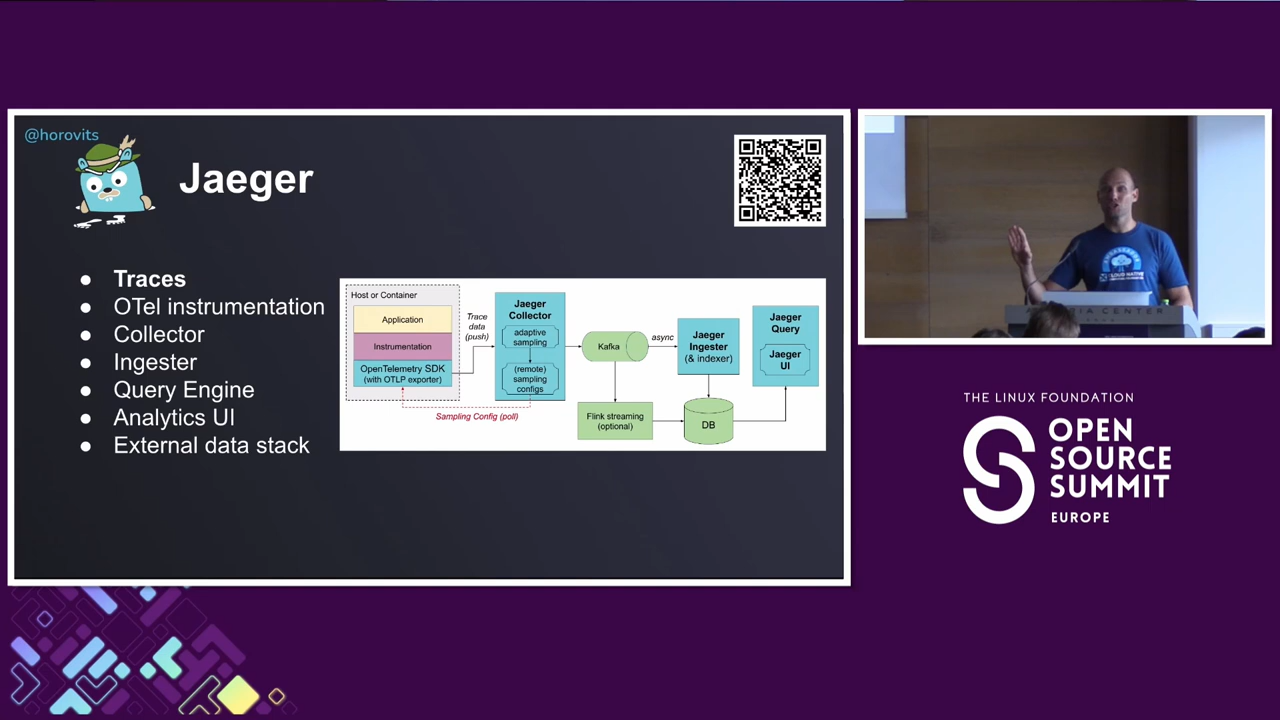 @horovits
Jaeger
● Traces
● OTel instrumentation
● Collector
● Ingester
● Query Engine
● Analytics UI
● External data stack
Host or Container
Application
Instrumentation
OpenTelemetry SDK
(with OTLP exporter)
Trace
data
(push)
Jaeger
Collector
adaptive
sampling
(remote)
sampling
configs
Sampling Config (poll)
Kafka
async
Flink streaming
(optional)
Jaeger
Ingester
(& indexer)
DB
Jaeger
Query
Jaeger
UI
CLOUD NATIVE
THE LINUX FOUNDATION
OPEN
SOURCE
SUMMIT
EUROPE